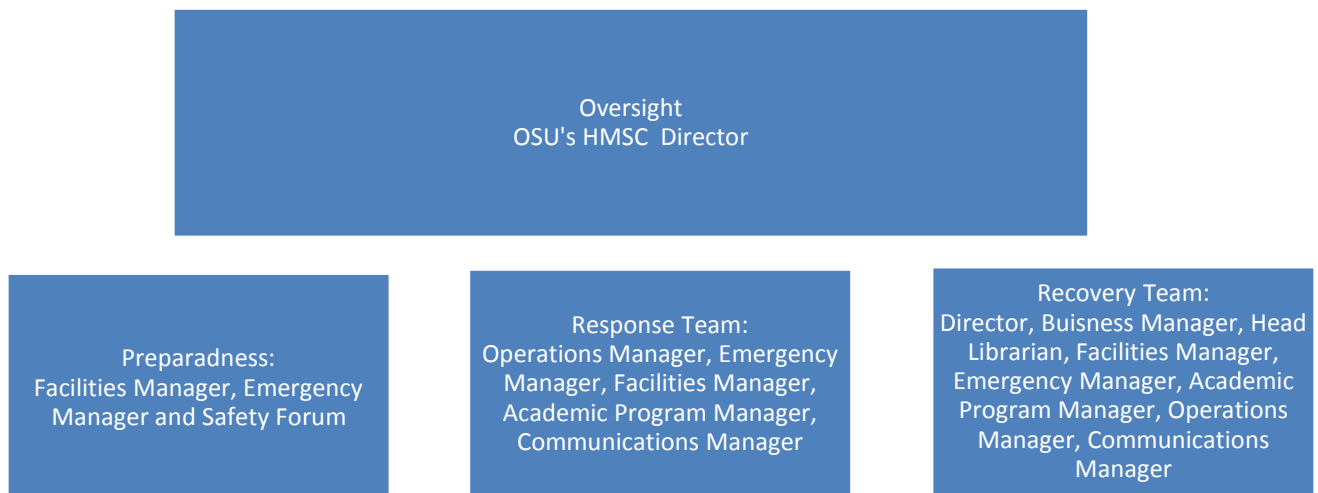 Oversight
OSU's HMSC  Director
Preparadness:
Facilities Manager, Emergency
Manager and Safety Forum
Response Team:
Operations Manager, Emergency
Manager, Facilities Manager,
Academic Program Manager,
Communications Manager
Recovery Team:
Director, Buisness Manager, Head
Librarian, Facilities Manager,
Emergency Manager, Academic
Program Manager, Operations
Manager, Communications
Manager